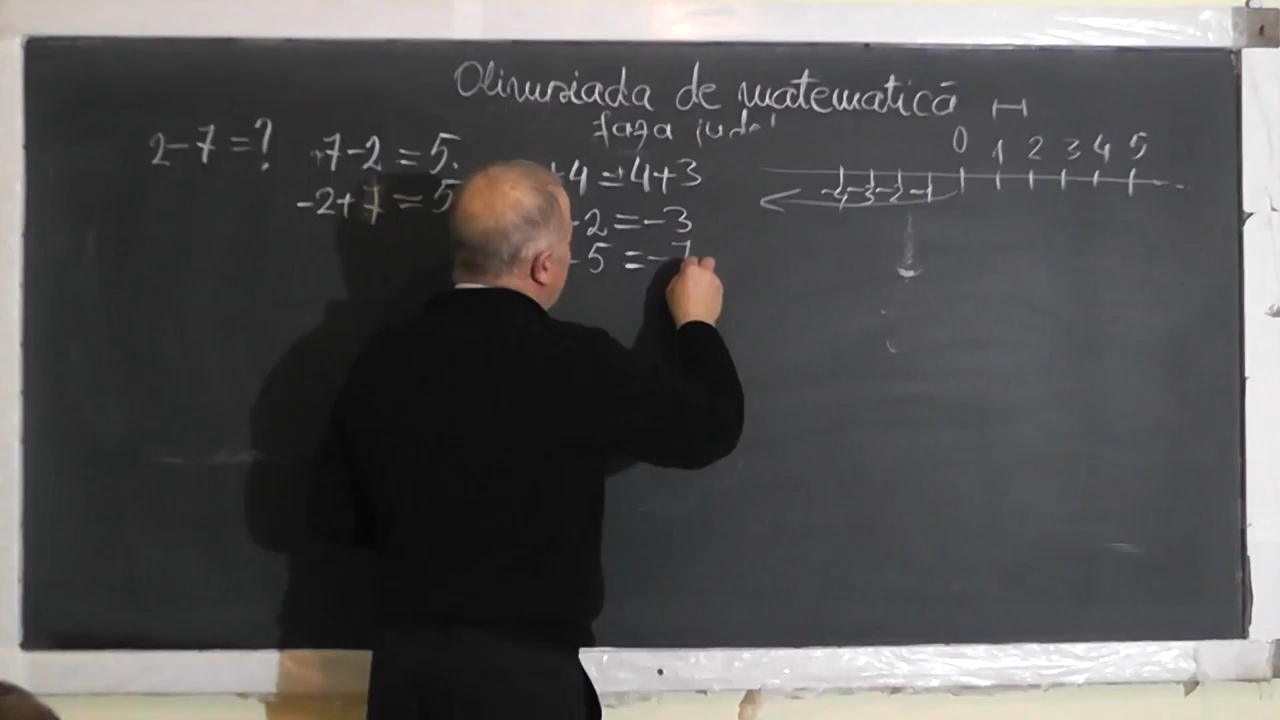 Olimpiada de matematică
faza jude
2-7=?
+7-2=5.
-2+7=5
+4=+4+3
-2=-3
-5=-7
0 1 2 3 4 5
-4 -3 -2 -1